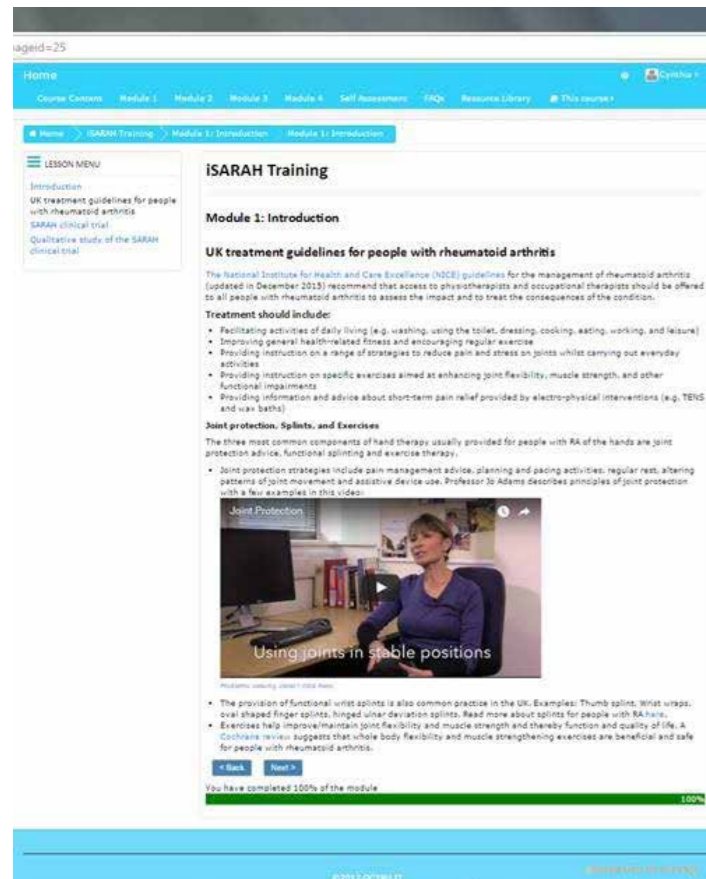 ageid=25
Home
Cynthia
Course Content Module 1 Module 2 Module 3 Module 4 Self Assessment FAQs Resource Library This course
Home iSARAH Training Module 1: Introduction Module 1: Introduction
LESSON MENU
Introduction
UK treatment guidelines for people
with rheumatoid arthritis
SARAH clinical trial
Qualitative study of the SARAH
clinical trial
iSARAH Training
Module 1: Introduction
UK treatment guidelines for people with rheumatoid arthritis
The National Institute for Health and Care Excellence (NICE) guidelines for the management of rheumatoid arthritis
(updated in December 2015) recommend that access to physiotherapists and occupational therapists should be offered
to all people with rheumatoid arthritis to assess the impact and to treat the consequences of the condition.
Treatment should include:
• Facilitating activities of daily living (e.g. washing, using the toilet, dressing, cooking, eating, working, and leisure)
• Improving general health-related fitness and encouraging regular exercise
• Providing instruction on a range of strategies to reduce pain and stress on joints whilst carrying out everyday
activities
• Providing instruction on specific exercises aimed at enhancing joint flexibility, muscle strength, and other
functional impairments
• Providing information and advice about short-term pain relief provided by electro-physical interventions (e.g. TENS
and wax baths)
Joint protection, Splints, and Exercises
The three most common components of hand therapy usually provided for people with RA of the hands are joint
protection advice, functional splinting and exercise therapy.
• Joint protection strategies include pain management advice, planning and pacing activities, regular rest, altering
patterns of joint movement and assistive device use. Professor Jo Adams describes principles of joint protection
with a few examples in this video:
Joint Protection
Using joints in stable positions
Problems viewing video? Click here.
• The provision of functional wrist splints is also common practice in the UK. Examples: Thumb splint, Wrist wraps,
oval shaped finger splints, hinged ulnar deviation splints. Read more about splints for people with RA here.
• Exercises help improve/maintain joint flexibility and muscle strength and thereby function and quality of life. A
Cochrane review suggests that whole body flexibility and muscle strengthening exercises are beneficial and safe
for people with rheumatoid arthritis.
< Back Next >
You have completed 100% of the module
100%